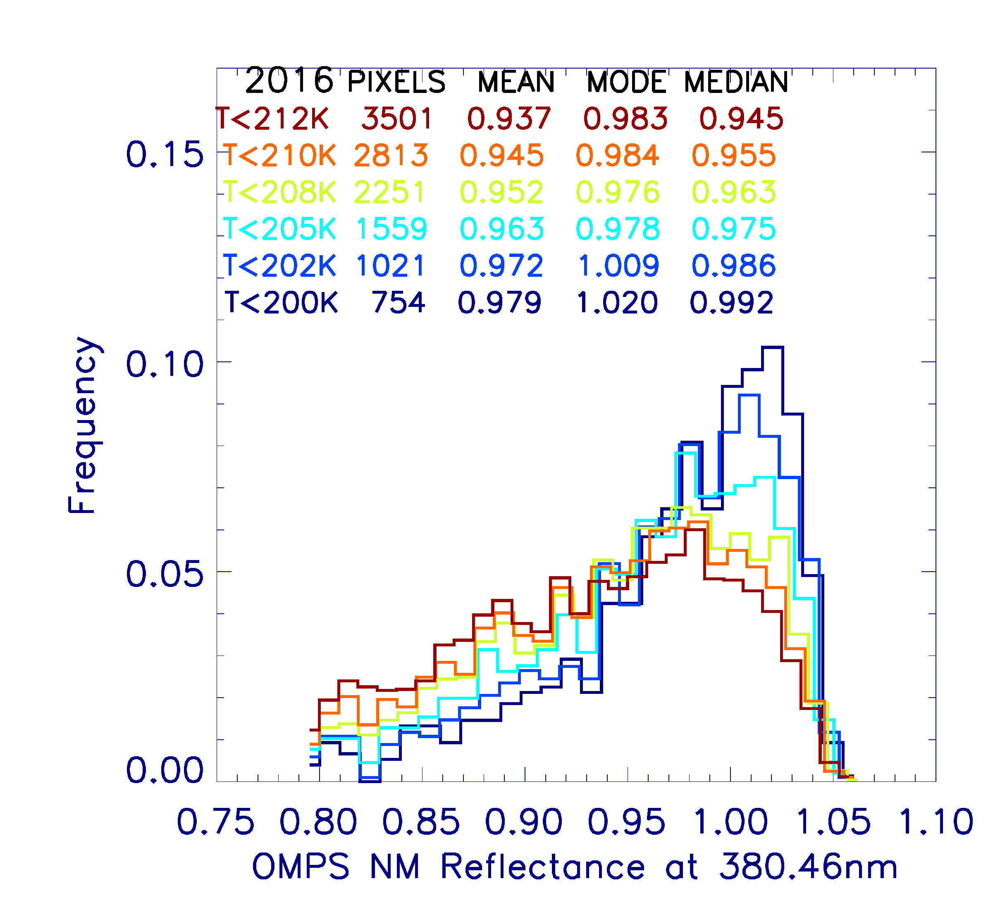 2016 PIXELS MEAN MODE MEDIAN
T<212K 3501 0.937 0.983 0.945
T<210K 2813 0.945 0.984 0.955
T<208K 2251 0.952 0.976 0.963
T<205K 1559 0.963 0.978 0.975
T<202K 1021 0.972 1.009 0.986
T<200K 754 0.979 1.020 0.992
0.15
0.10
0.05
0.00
Frequency
0.75 0.80 0.85 0.90 0.95 1.00 1.05 1.10
OMPS NM Reflectance at 380.46nm